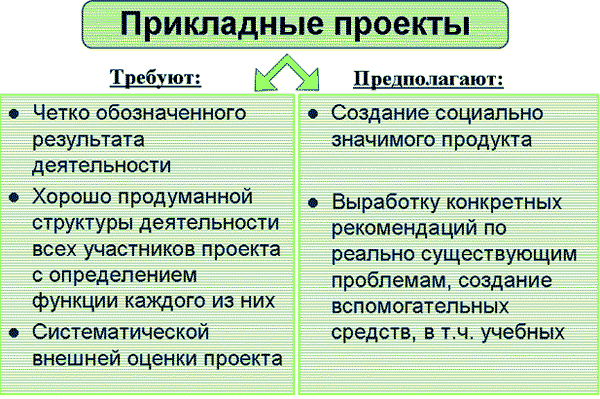 Прикладные проекты
Требуют:
Предполагают:
● Четко обозначенного
результата
деятельности
● Хорошо продуманной
структуры деятельности
всех участников проекта
с определением
функции каждого из них
● Систематической
внешней оценки проекта
● Создание социально
значимого продукта
● Выработку конкретных
рекомендаций по
реально существующим
проблемам, создание
вспомогательных
средств, в т.ч. учебных